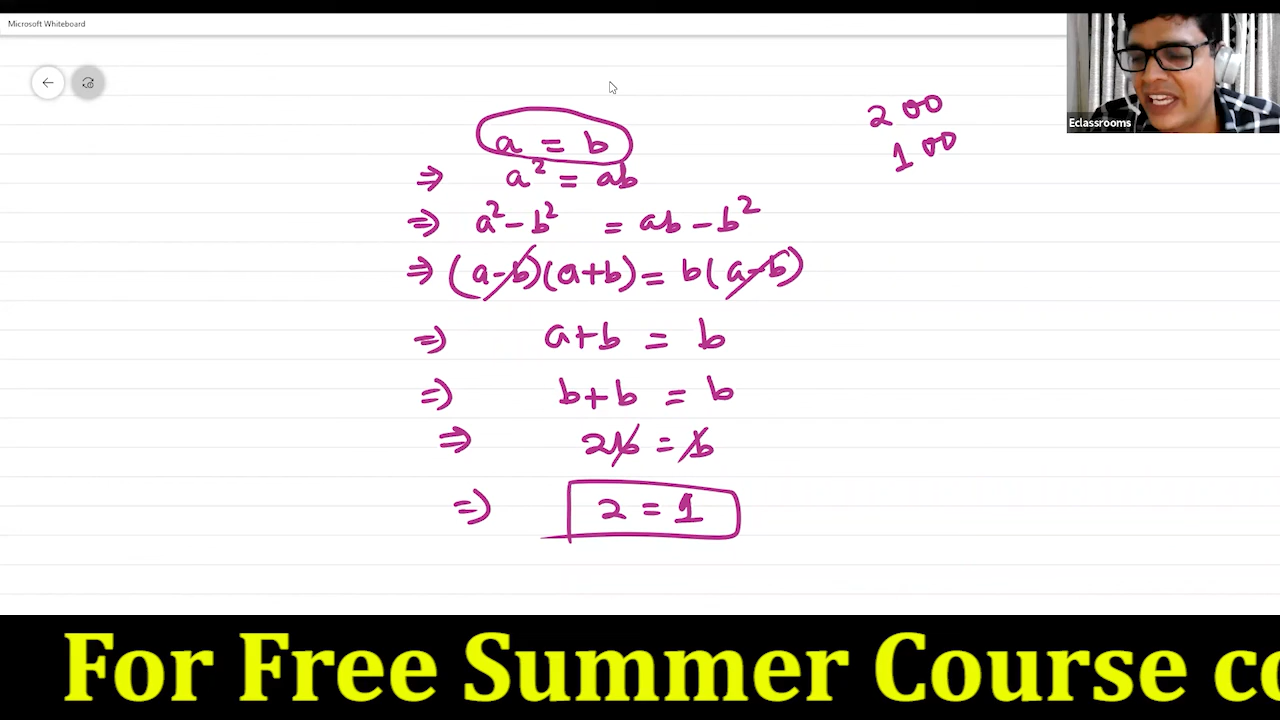 Microsoft Whiteboard
Eclassrooms
200
100
a = b
⇒ a² = ab
⇒ a² - b² = ab - b²
⇒ (a-b)(a+b) = b(a-b)
⇒ a+b = b
⇒ b+b = b
⇒ 2b = b
⇒ 2 = 1
For Free Summer Course co